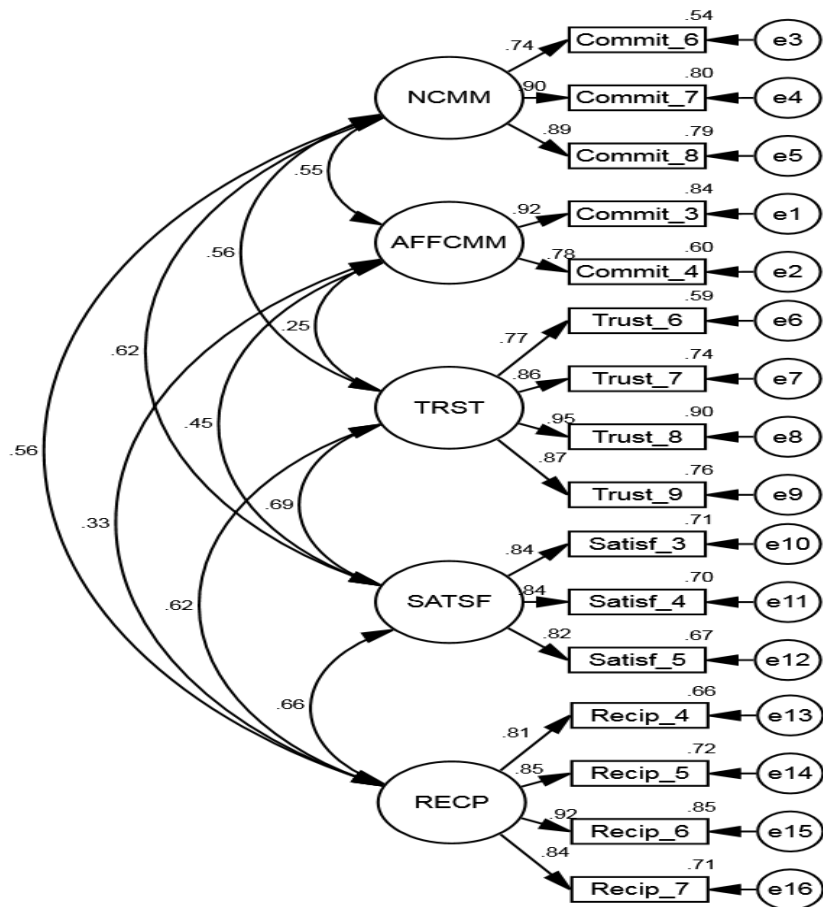 .54
.74
Commit_6
e3
NCMM
.80
.90
Commit_7
e4
.79
.89
Commit_8
e5
.55
.84
.92
Commit_3
e1
AFFCMM
.60
.78
Commit_4
e2
.56
.59
.25
.77
Trust_6
e6
.62
.74
.86
Trust_7
e7
TRST
.90
.95
Trust_8
e8
.45
.56
.87
.76
Trust_9
e9
.69
.71
.33
.84
Satisf_3
e10
.70
SATSF
.84
Satisf_4
e11
.62
.67
.82
Satisf_5
e12
.66
.66
.81
Recip_4
e13
.72
.85
Recip_5
e14
RECP
.85
.92
Recip_6
e15
.71
.84
Recip_7
e16